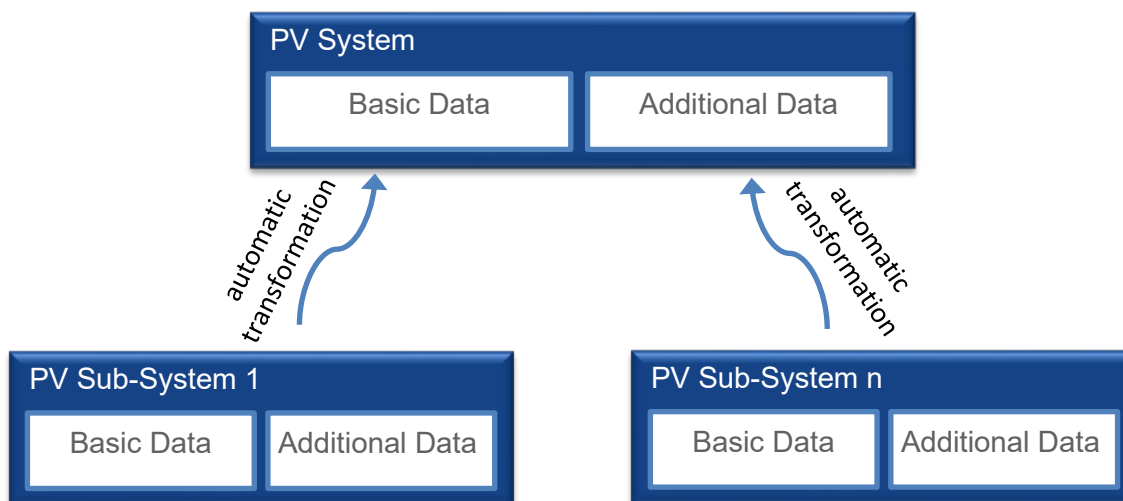 PV System
Basic Data
Additional Data
automatic
transformation
automatic
transformation
PV Sub-System 1
Basic Data
Additional Data
PV Sub-System n
Basic Data
Additional Data